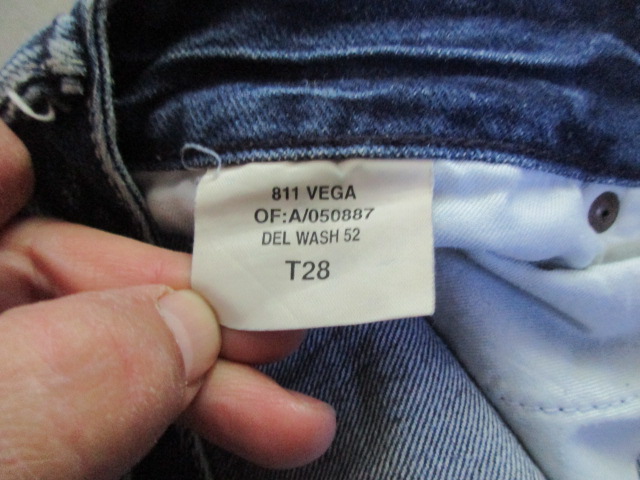 811 VEGA
OF:A/050887
DEL WASH 52
T28